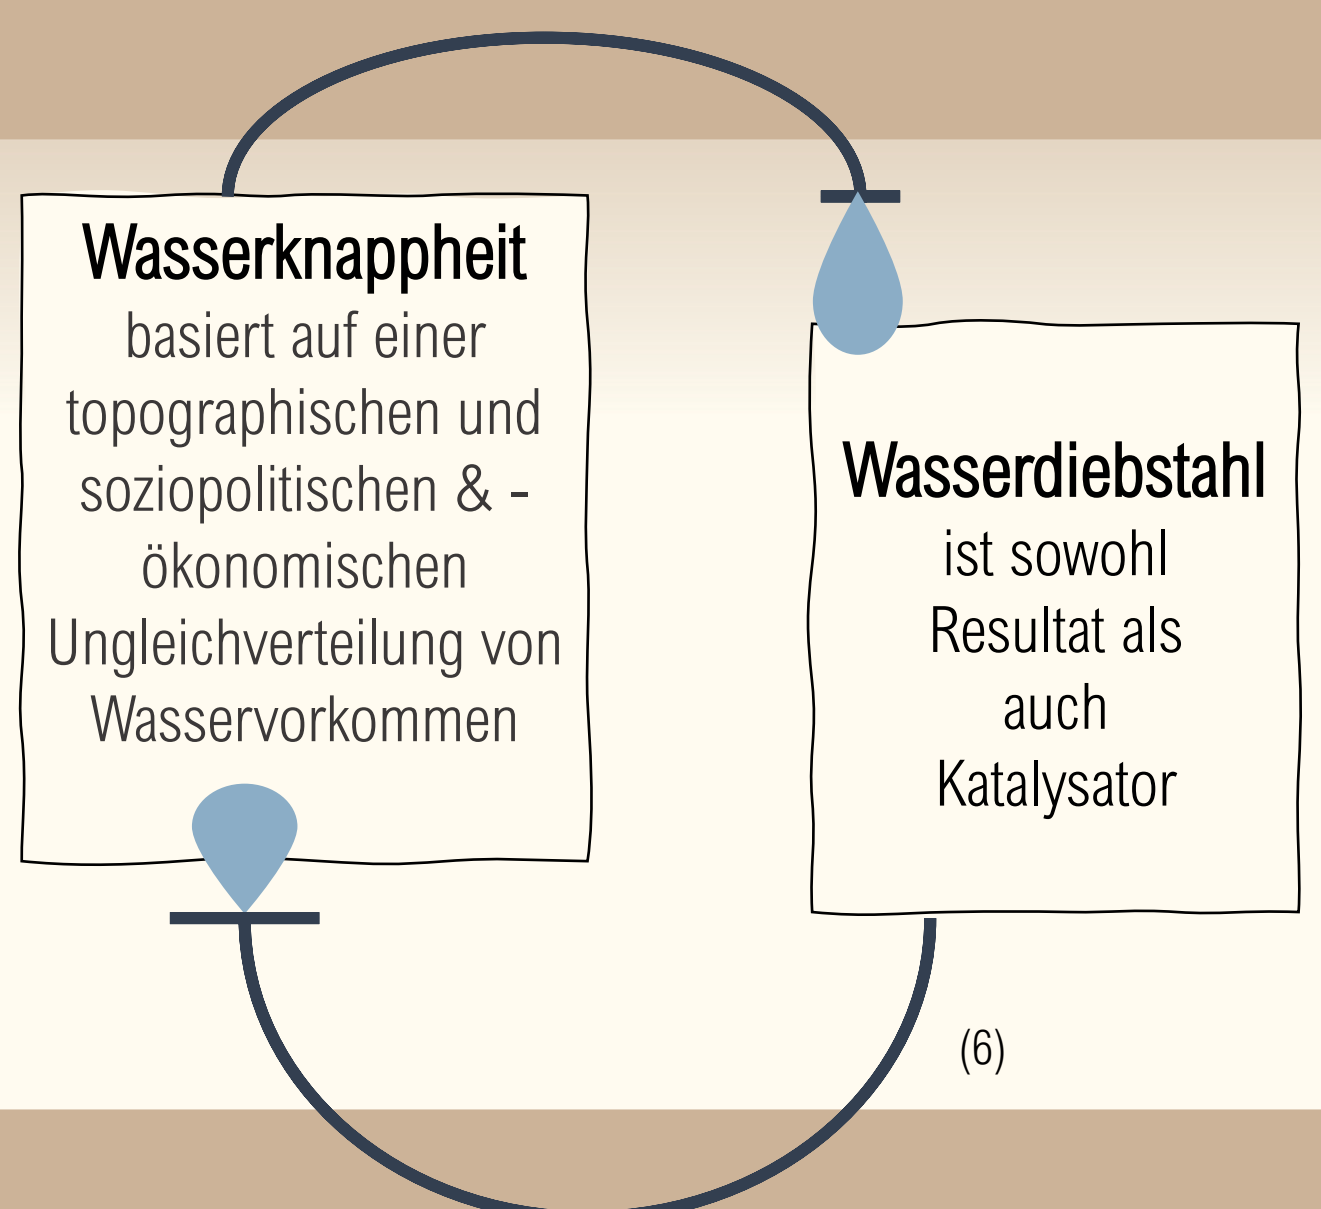 Wasserknappheit
basiert auf einer
topographischen und
soziopolitischen & -
ökonomischen
Ungleichverteilung von
Wasservorkommen
Wasserdiebstahl
ist sowohl
Resultat als
auch
Katalysator
(6)